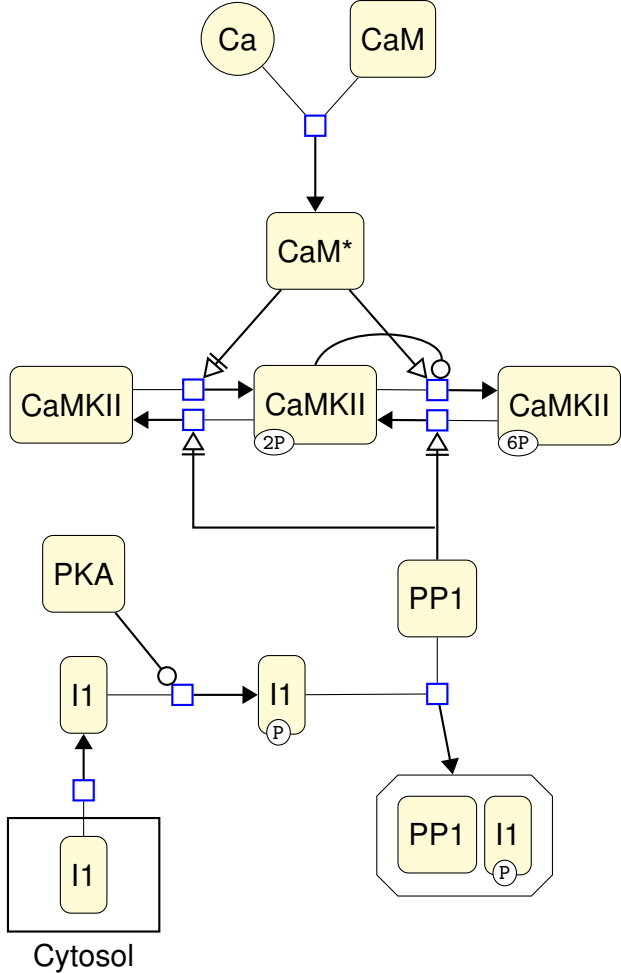 Ca
CaM
CaM*
CaMKII
CaMKII
2P
CaMKII
6P
PKA
PP1
I1
I1
P
PP1
I1
P
I1
Cytosol